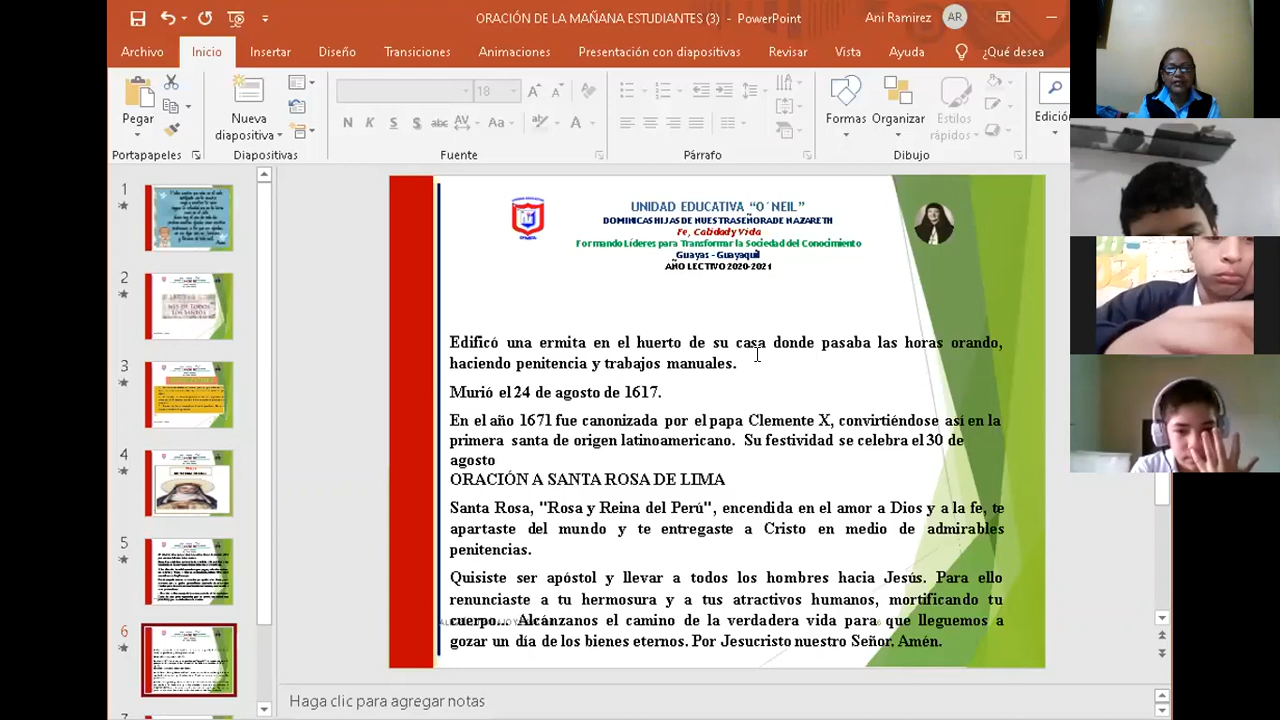 ORACIÓN DE LA MAÑANA ESTUDIANTES (3) - PowerPoint
Ani Ramirez AR
Archivo Inicio Insertar Diseño Transiciones Animaciones Presentación con diapositivas Revisar Vista Ayuda ¿Qué desea
18
Pegar
Nueva
diapositiva
Formas
Organizar
Estilos
rápidos
Edición
N K S S abc AV Aa A
Portapapeles Diapositivas Fuente Párrafo Dibujo
1
2
3
4
5
6
7
UNIDAD EDUCATIVA “O´NEIL”
DOMINICAS HIJAS DE NUESTRA SEÑORA DE NAZARETH
Fe, Calidad y Vida
Formando Líderes para Transformar la Sociedad del Conocimiento
Guayas - Guayaquil
AÑO LECTIVO 2020-2021
Edificó una ermita en el huerto de su casa donde pasaba las horas orando,
haciendo penitencia y trabajos manuales.
Murió el 24 de agosto de 1617.
En el año 1671 fue canonizada por el papa Clemente X, convirtiéndose así en la
primera santa de origen latinoamericano. Su festividad se celebra el 30 de
agosto
ORACIÓN A SANTA ROSA DE LIMA
Santa Rosa, "Rosa y Reina del Perú", encendida en el amor a Dios y a la fe, te
apartaste del mundo y te entregaste a Cristo en medio de admirables
penitencias.
Quisiste ser apóstol y llevar a todos los hombres hacia Jesús. Para ello
renunciaste a tu hermosura y a tus atractivos humanos, mortificando tu
cuerpo. Alcánzanos el camino de la verdadera vida para que lleguemos a
gozar un día de los bienes eternos. Por Jesucristo nuestro Señor. Amén.
Haga clic para agregar notas